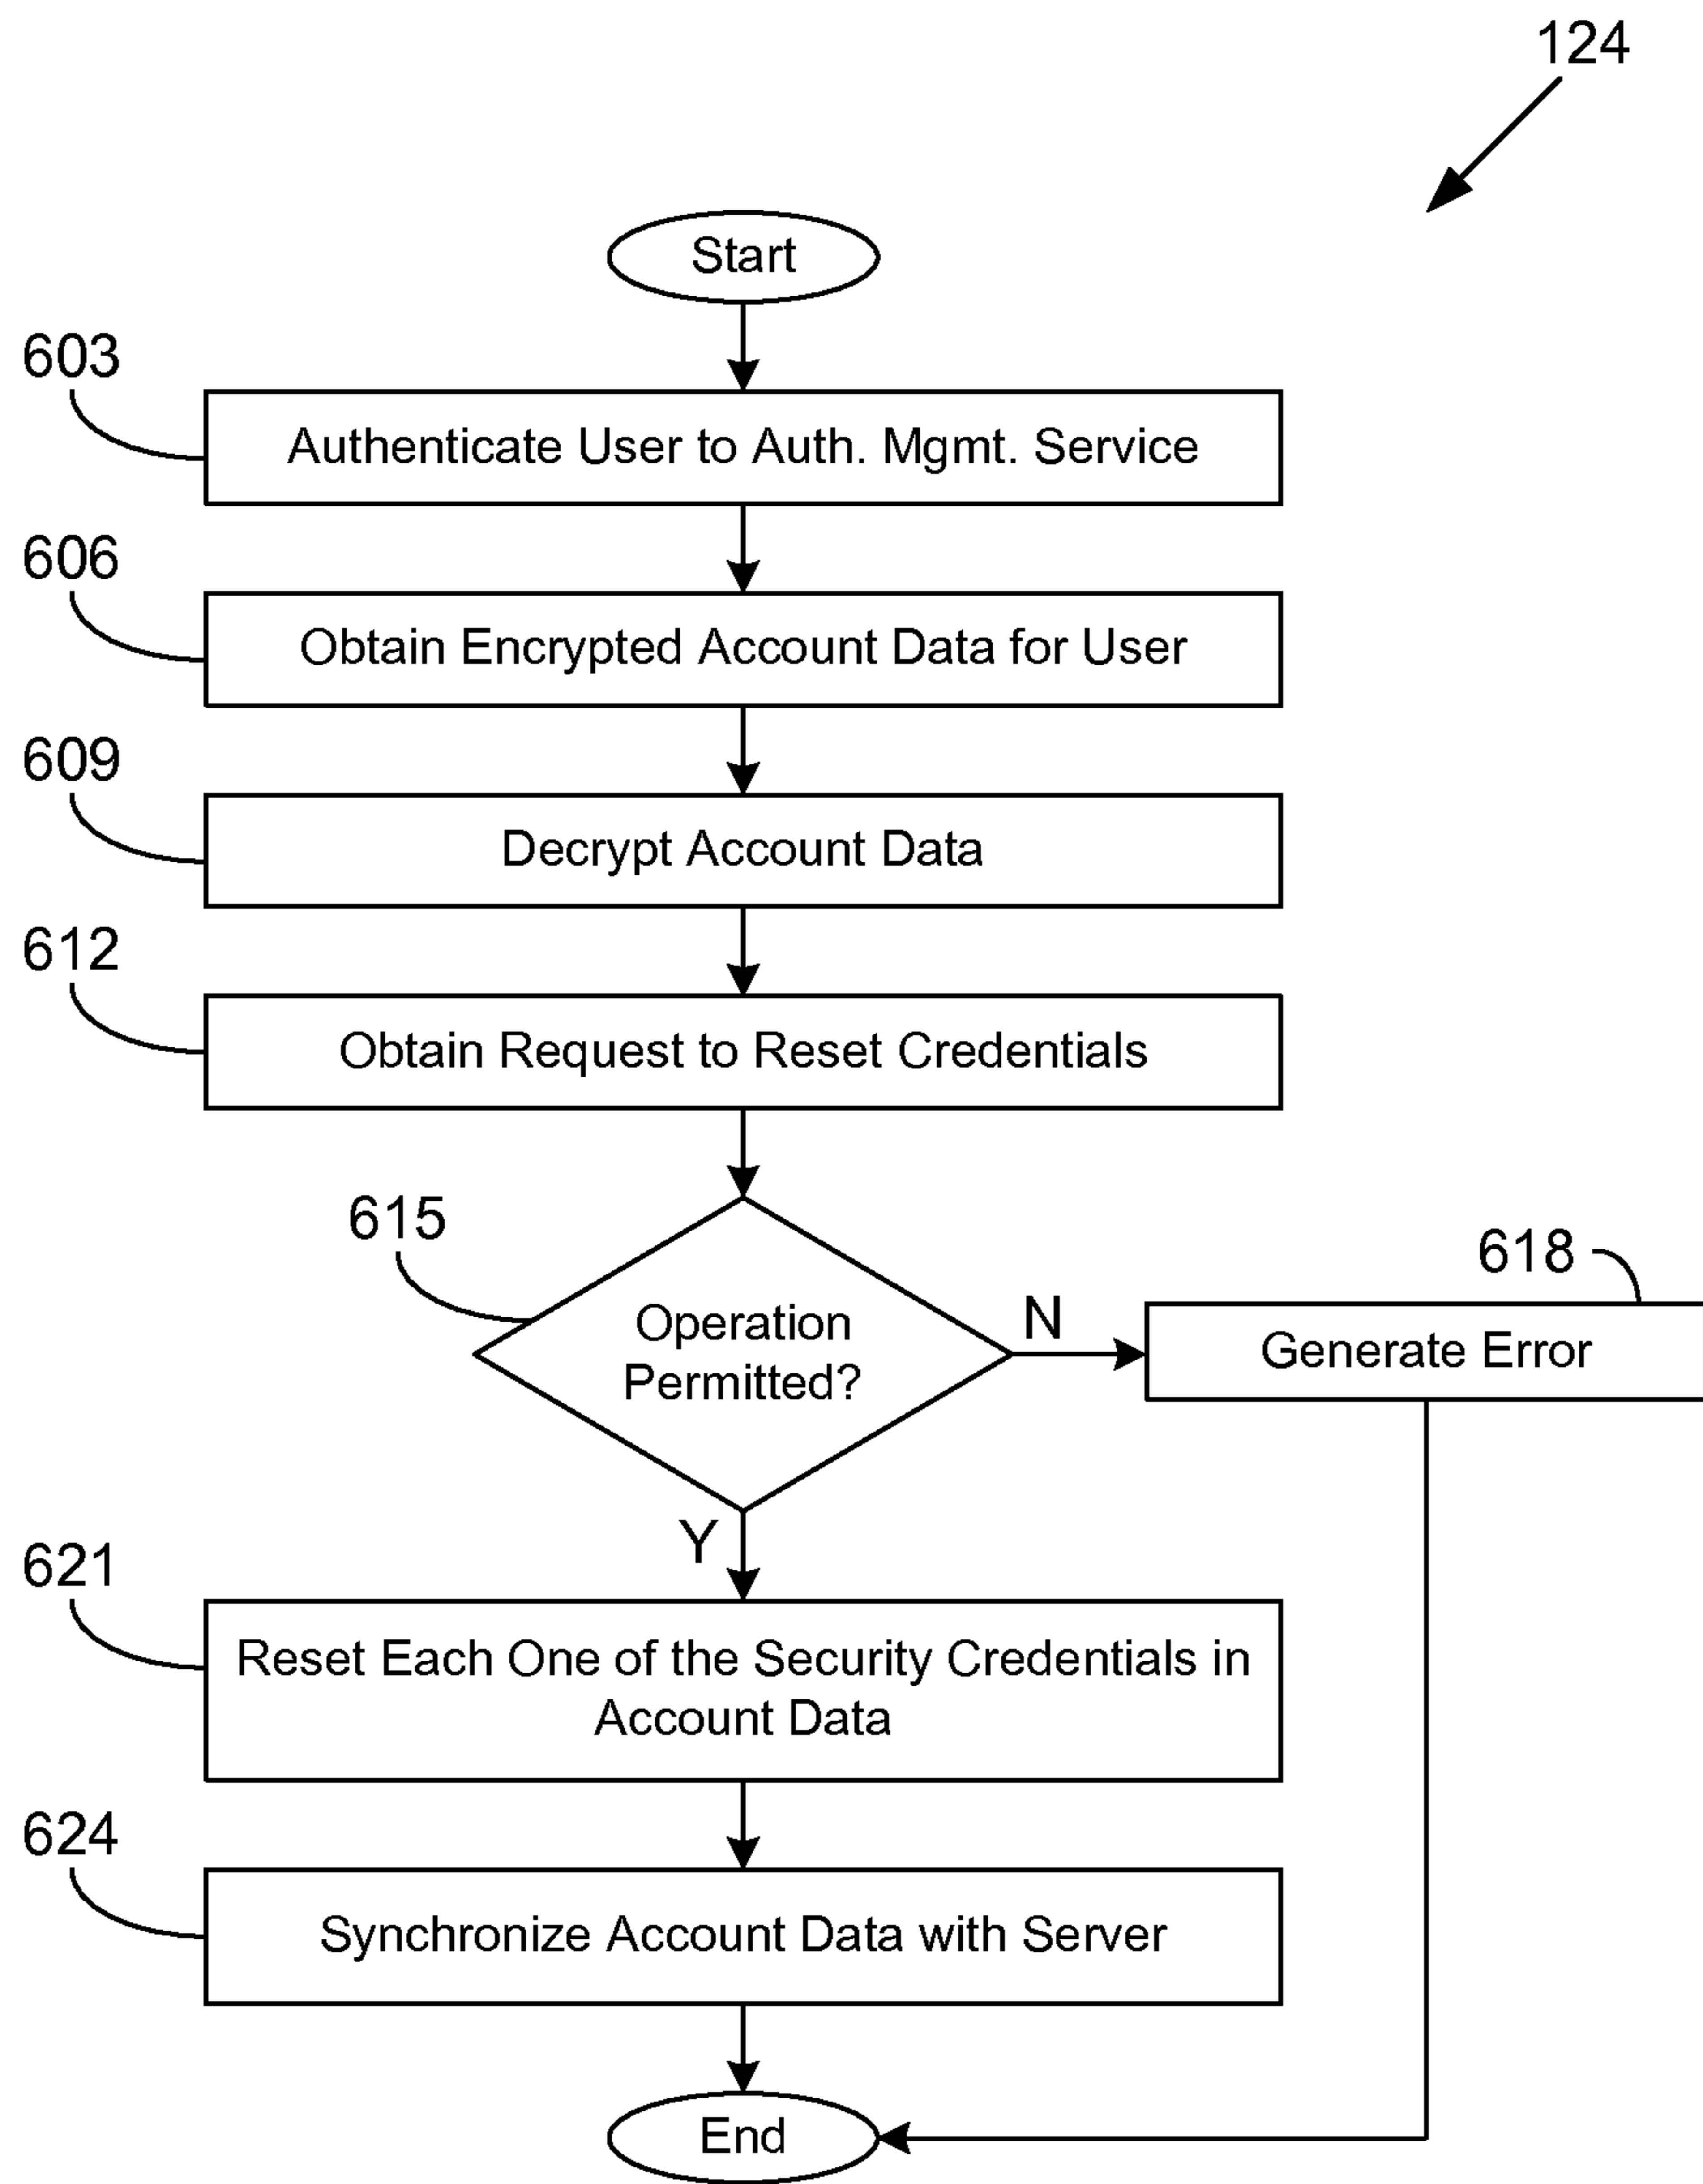 124
Start
603
Authenticate User to Auth. Mgmt. Service
606
Obtain Encrypted Account Data for User
609
Decrypt Account Data
612
Obtain Request to Reset Credentials
615
Operation
Permitted?
N
618
Generate Error
Y
621
Reset Each One of the Security Credentials in
Account Data
624
Synchronize Account Data with Server
End